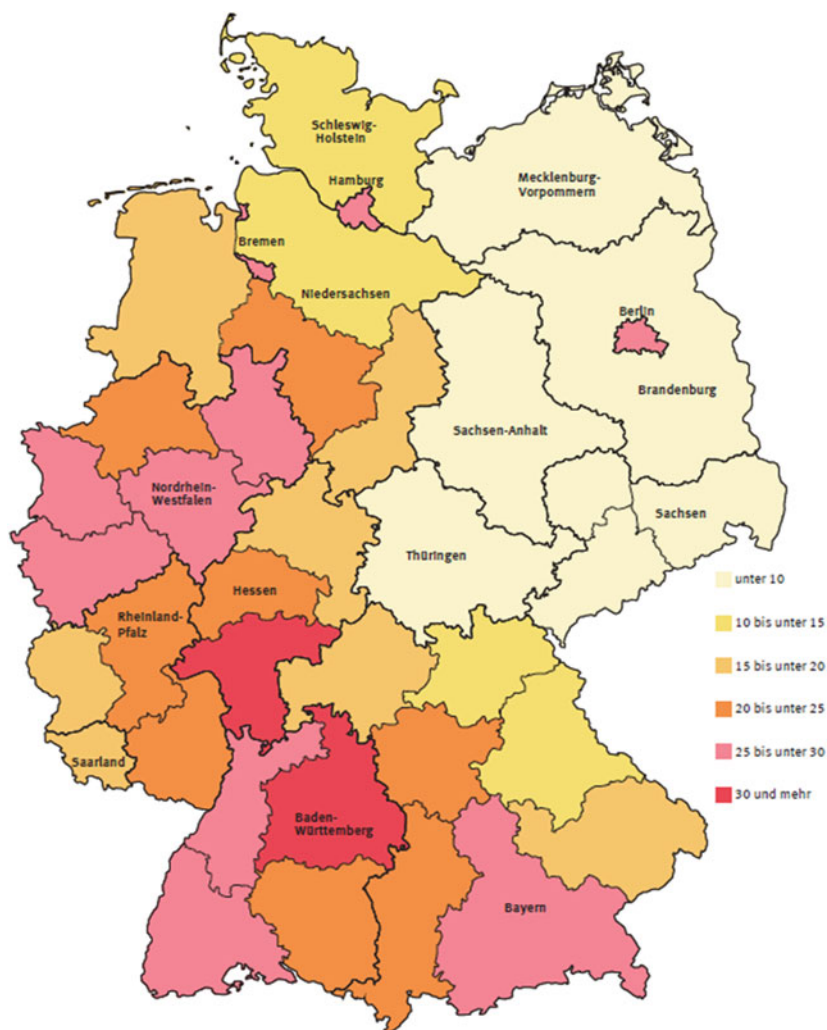 Schleswig-
Holstein
Hamburg
Mecklenburg-
Vorpommern
Bremen
Niedersachsen
Berlin
Brandenburg
Sachsen-Anhalt
Nordrhein-
Westfalen
Sachsen
Thüringen
Hessen
Rheinland-
Pfalz
Saarland
Baden-
Württemberg
Bayern
unter 10
10 bis unter 15
15 bis unter 20
20 bis unter 25
25 bis unter 30
30 und mehr